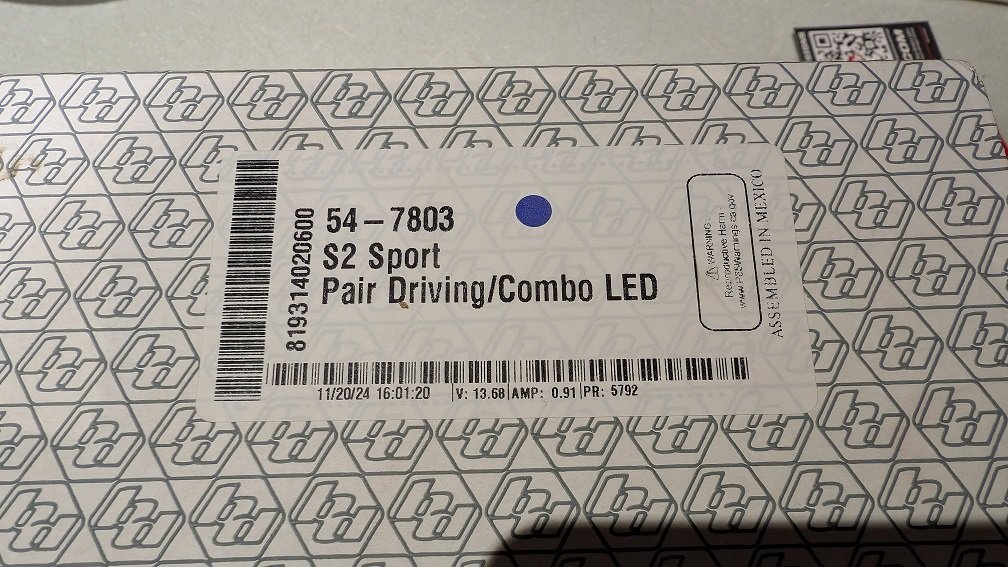 54-7803
S2 Sport
Pair Driving/Combo LED
819314020600
11/20/24 16:01:20 |V: 13.68|AMP: 0.91|PR: 5792
⚠WARNING:
Reproductive Harm
www.P65Warnings.ca.gov
ASSEMBLED IN MEXICO